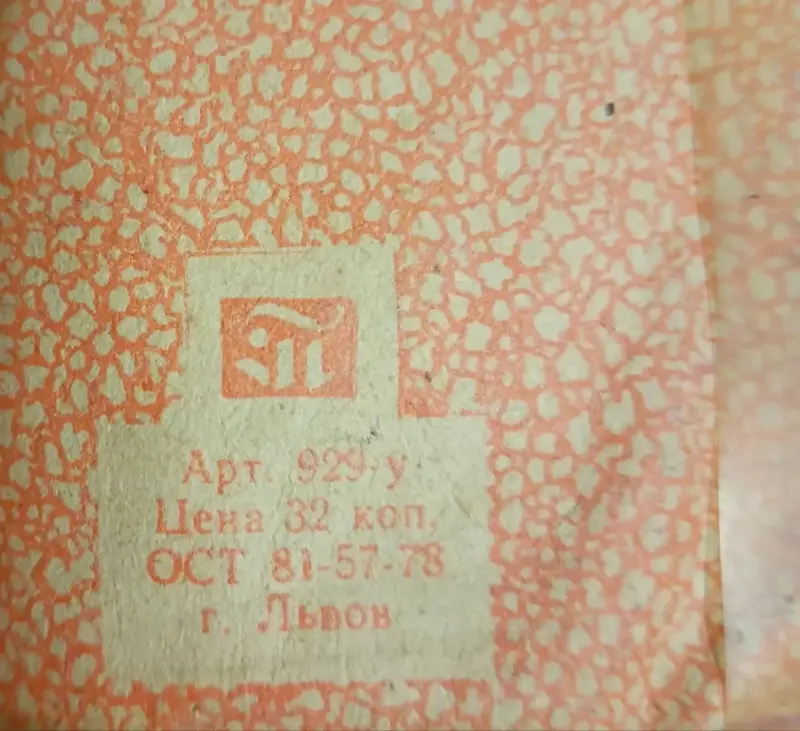 Арт. 929-у
Цена 32 коп.
ОСТ 81-57-78
г. Львов